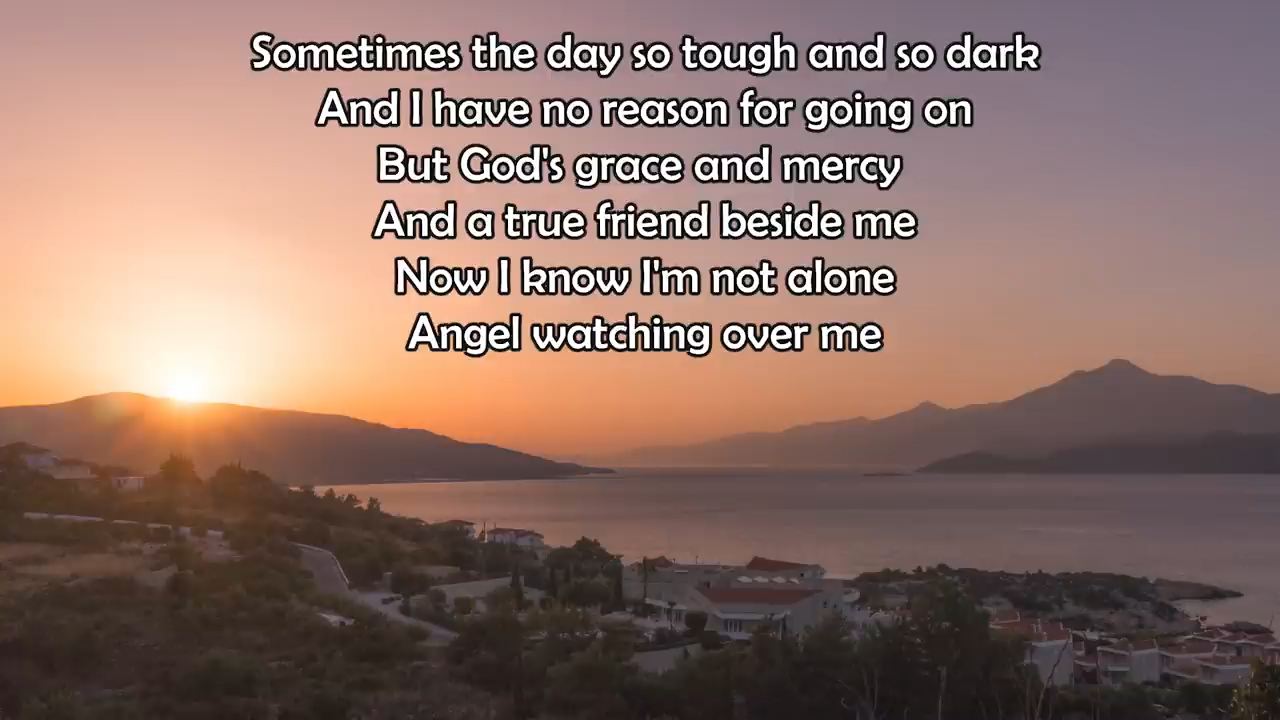 Sometimes the day so tough and so dark
And I have no reason for going on
But God's grace and mercy
And a true friend beside me
Now I know I'm not alone
Angel watching over me